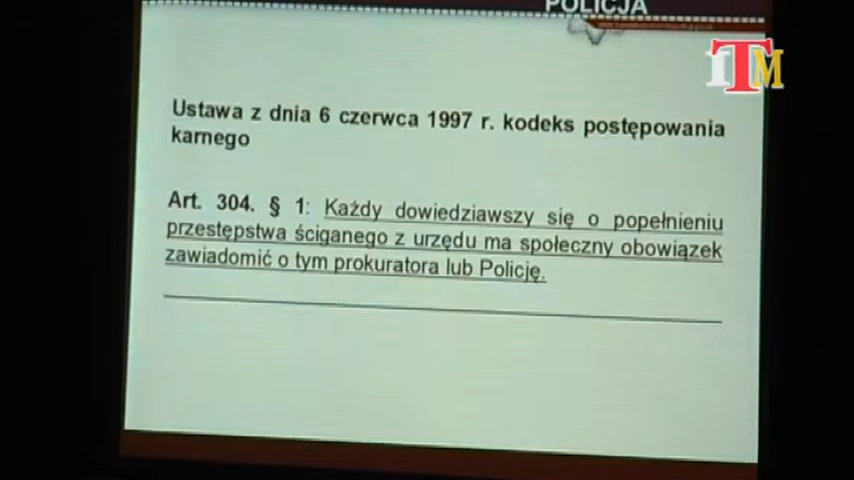 POLICJA
ITM
Ustawa z dnia 6 czerwca 1997 r. kodeks postępowania
karnego
Art. 304. § 1: Każdy dowiedziawszy się o popełnieniu
przestępstwa ściganego z urzędu ma społeczny obowiązek
zawiadomić o tym prokuratora lub Policję.